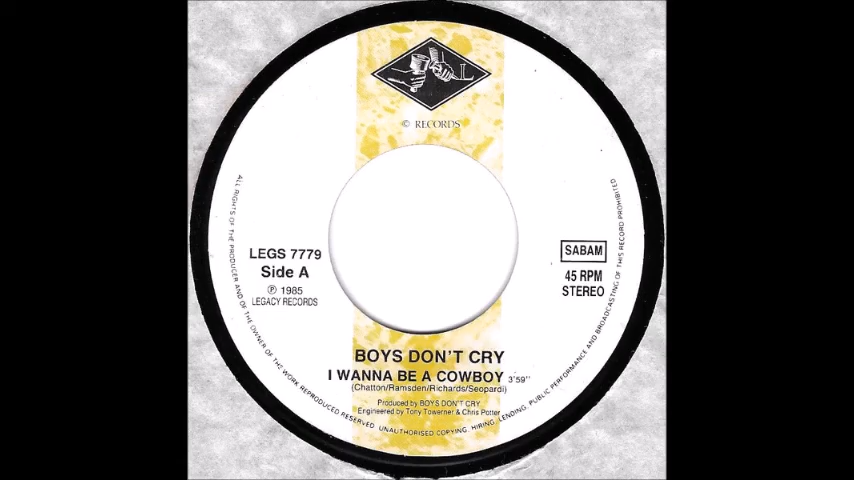 L
© RECORDS
LEGS 7779
Side A
℗ 1985
LEGACY RECORDS
SABAM
45 RPM
STEREO
BOYS DON'T CRY
I WANNA BE A COWBOY 3'59"
(Chatton/Ramsden/Richards/Seopardi)
Produced by BOYS DON'T CRY
Engineered by Tony Towerner & Chris Potter
ALL RIGHTS OF THE PRODUCER AND OF THE OWNER OF THE WORK REPRODUCED RESERVED. UNAUTHORISED COPYING, HIRING, LENDING, PUBLIC PERFORMANCE AND BROADCASTING OF THIS RECORD PROHIBITED